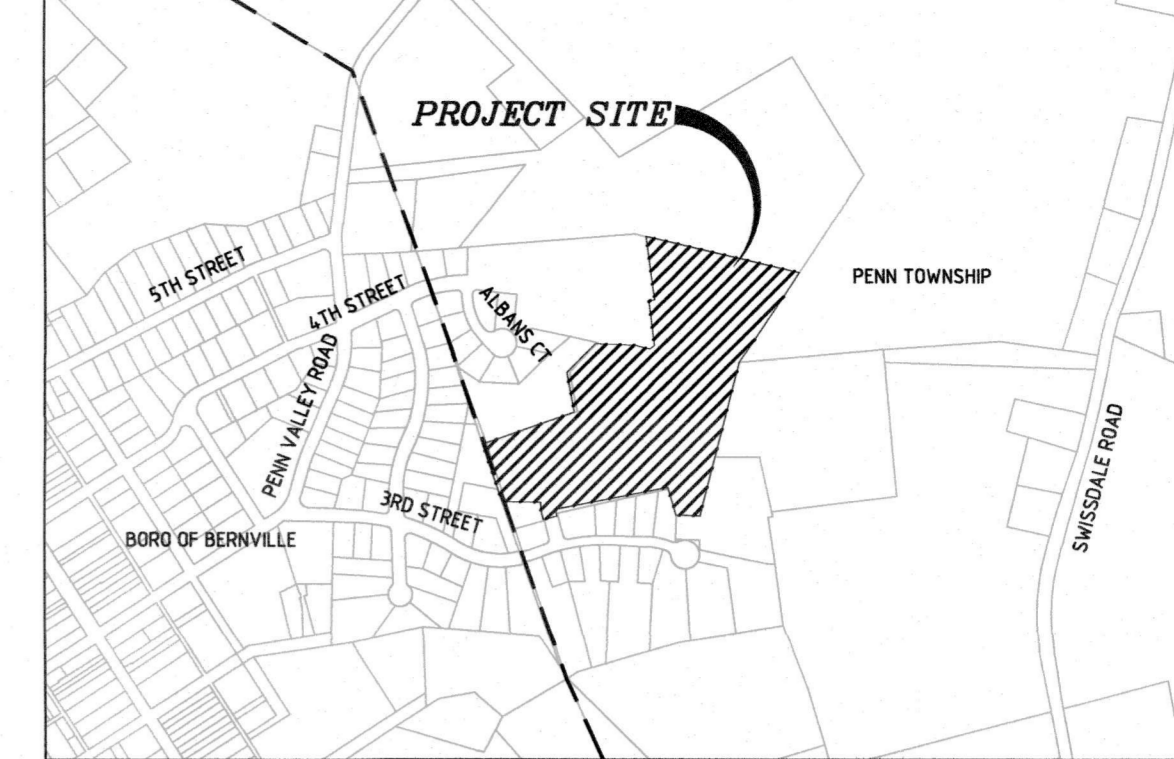 PROJECT SITE
PENN TOWNSHIP
5TH STREET
4TH STREET
ALBANS CT
PENN VALLEY ROAD
3RD STREET
SWISSDALE ROAD
BORO OF BERNVILLE